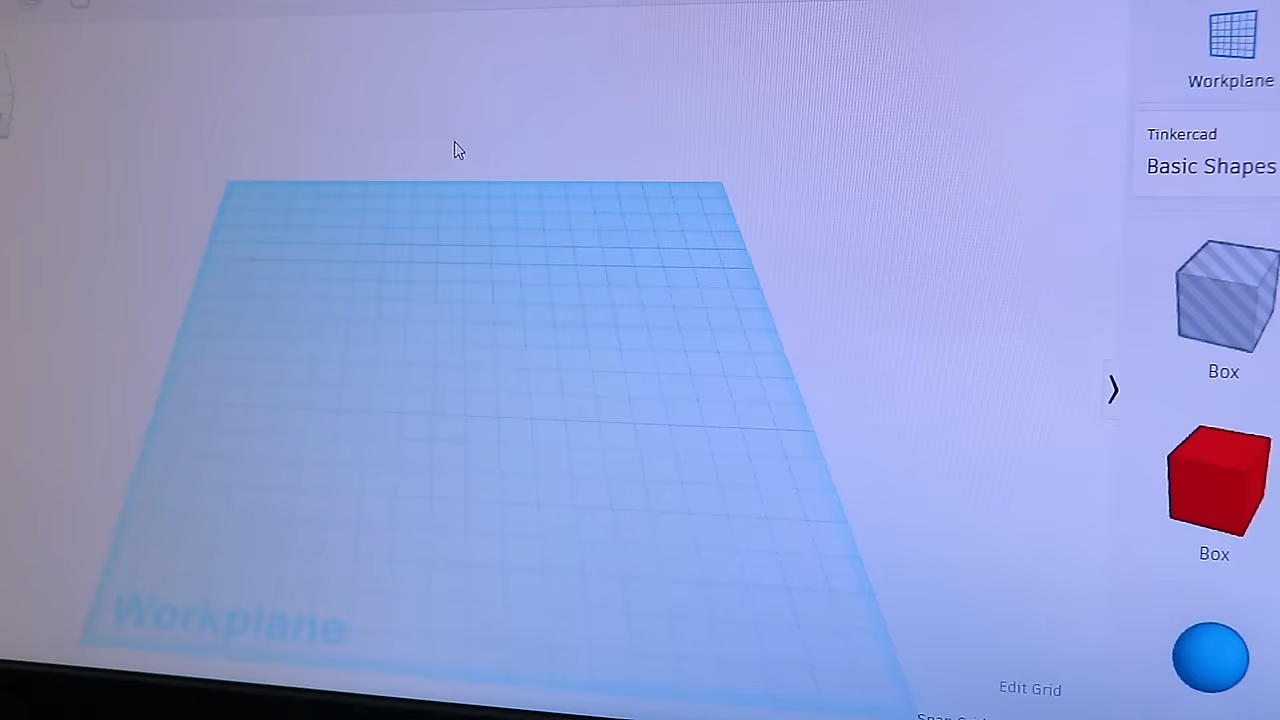 Workplane
Tinkercad
Basic Shapes
Box
Box
Workplane
Edit Grid